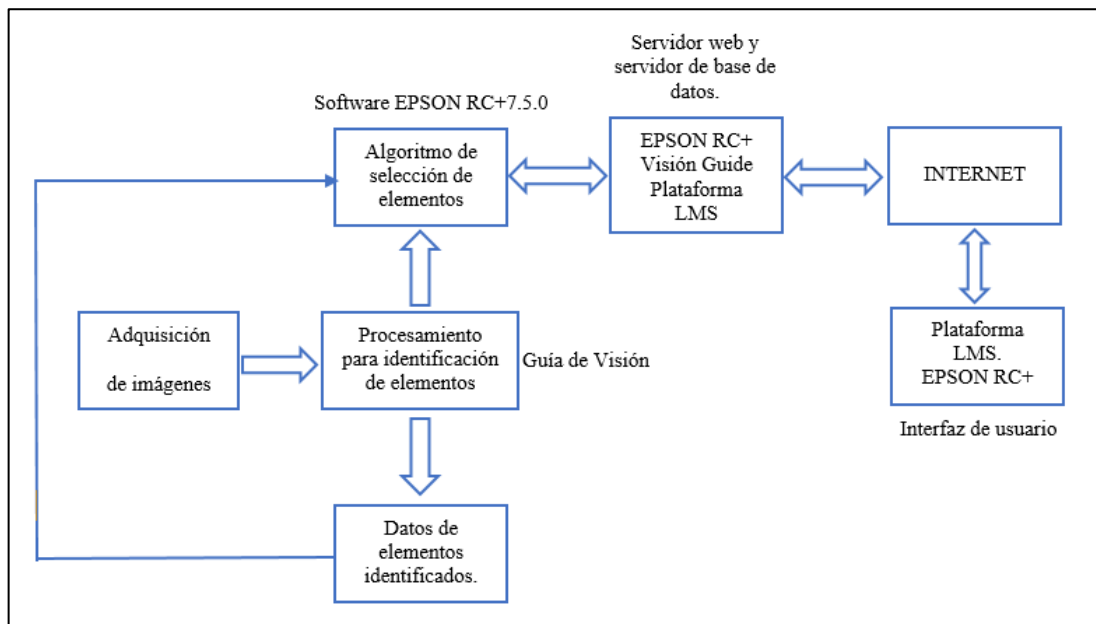 Servidor web y
servidor de base de
datos.
Software EPSON RC+7.5.0
Algoritmo de
selección de
elementos
EPSON RC+
Visión Guide
Plataforma
LMS
INTERNET
Adquisición
de imágenes
Procesamiento
para identificación
de elementos
Guía de Visión
Plataforma
LMS.
EPSON RC+
Interfaz de usuario
Datos de
elementos
identificados.